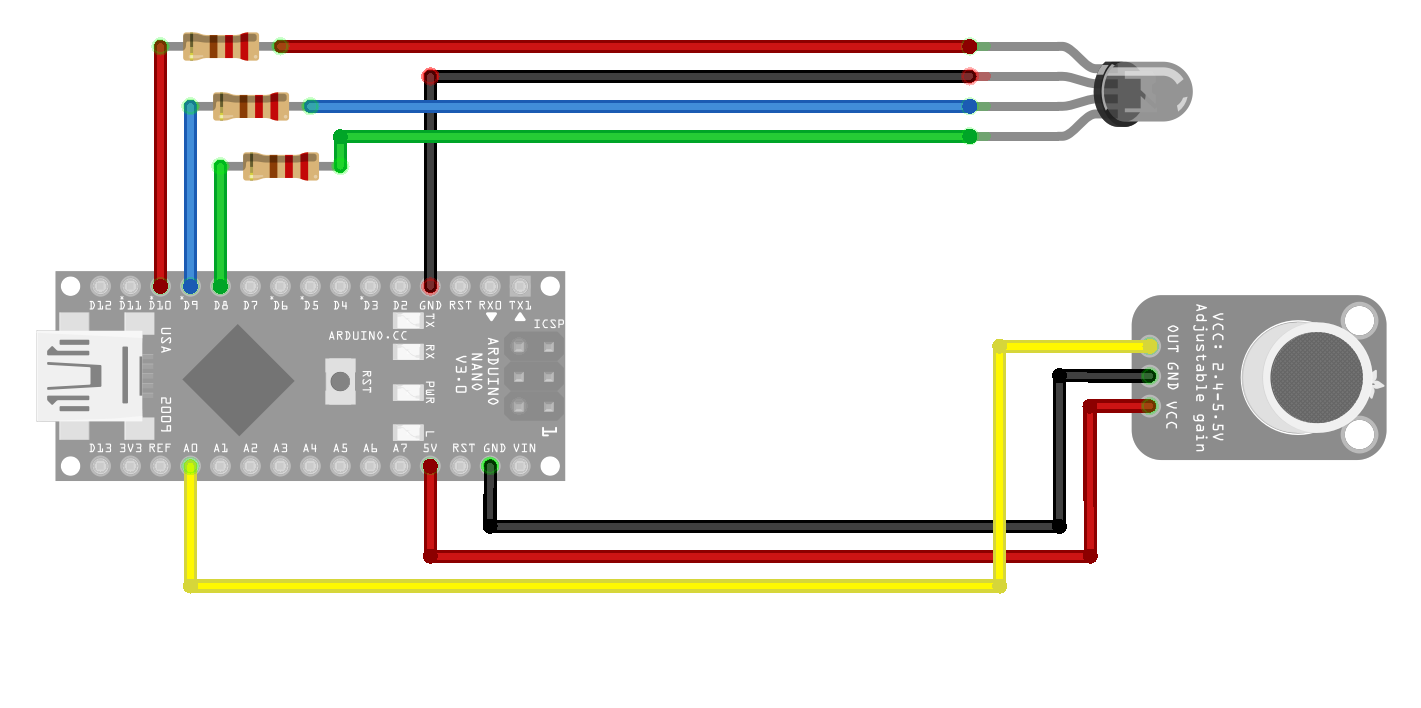 D12 D11 D10 D9 D8 D7 D6 D5 D4 D3 D2 GND RST RX0 TX1
ICSP
TX
RX
PWR
L
ARDUINO.CC
RST
ARDUINO
NANO
V3.0
USA
2009
1
D13 3V3 REF A0 A1 A2 A3 A4 A5 A6 A7 5V RST GND VIN
OUT
GND
VCC
VCC: 2.4-5.5V
Adjustable gain